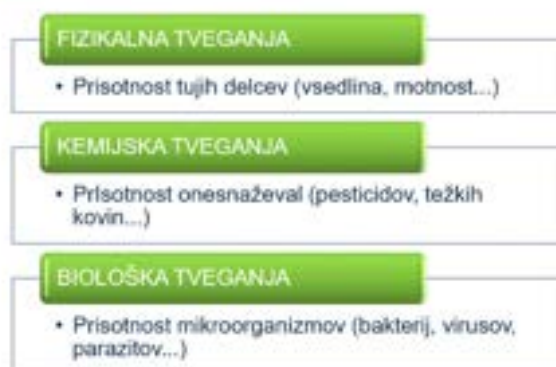 FIZIKALNA TVEGANJA
• Prisotnost tujih delcev (vsedlina, motnost...)
KEMIJSKA TVEGANJA
• PrIsotnost onesnaževal (pesticidov, težkih
kovin...)
BIOLOŠKA TVEGANJA
• Prisotnost mikroorganizmov (bakterij, virusov,
parazitov...)